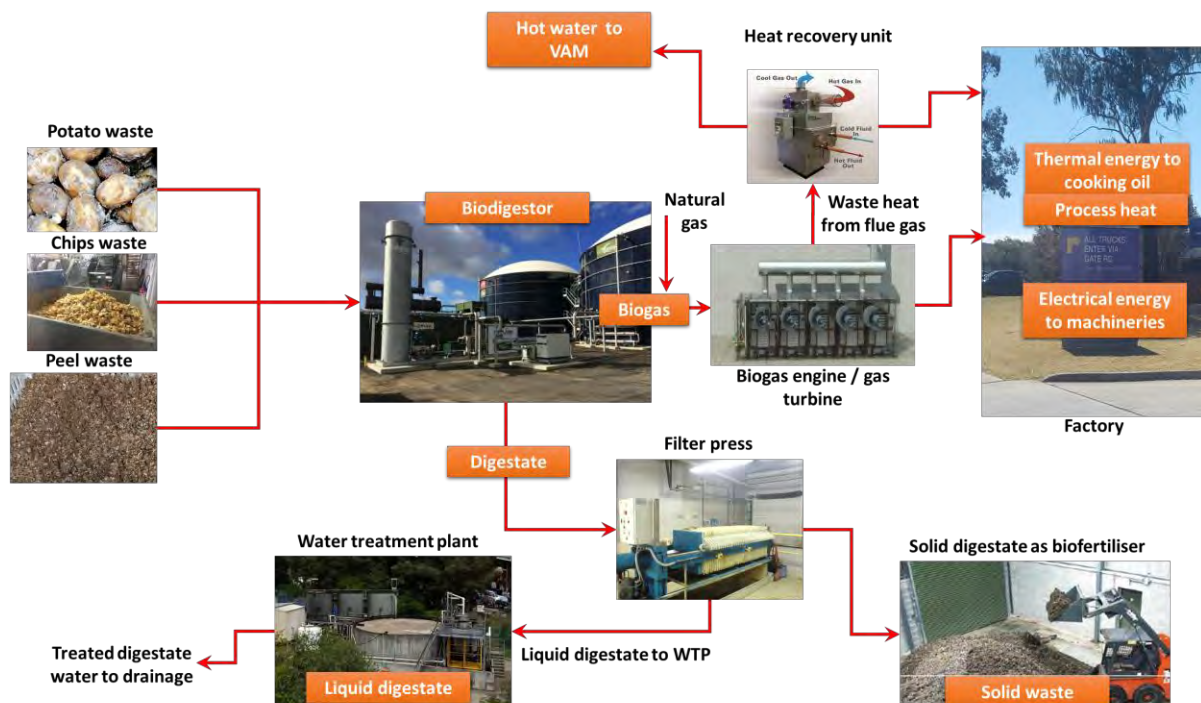 Hot water to
VAM
Heat recovery unit
Cool Gas Out
Hot Gas In
Cold Fluid
In
Hot Fluid Out
Potato waste
Chips waste
Peel waste
Biodigestor
Natural
gas
Biogas
Waste heat
from flue gas
Biogas engine / gas
turbine
Thermal energy to
cooking oil
Process heat
ALL TRUCKS
ENTER VIA
GATE R2
Electrical energy
to machineries
Factory
Digestate
Filter press
Water treatment plant
Solid digestate as biofertiliser
Treated digestate
water to drainage
Liquid digestate
Liquid digestate to WTP
Solid waste